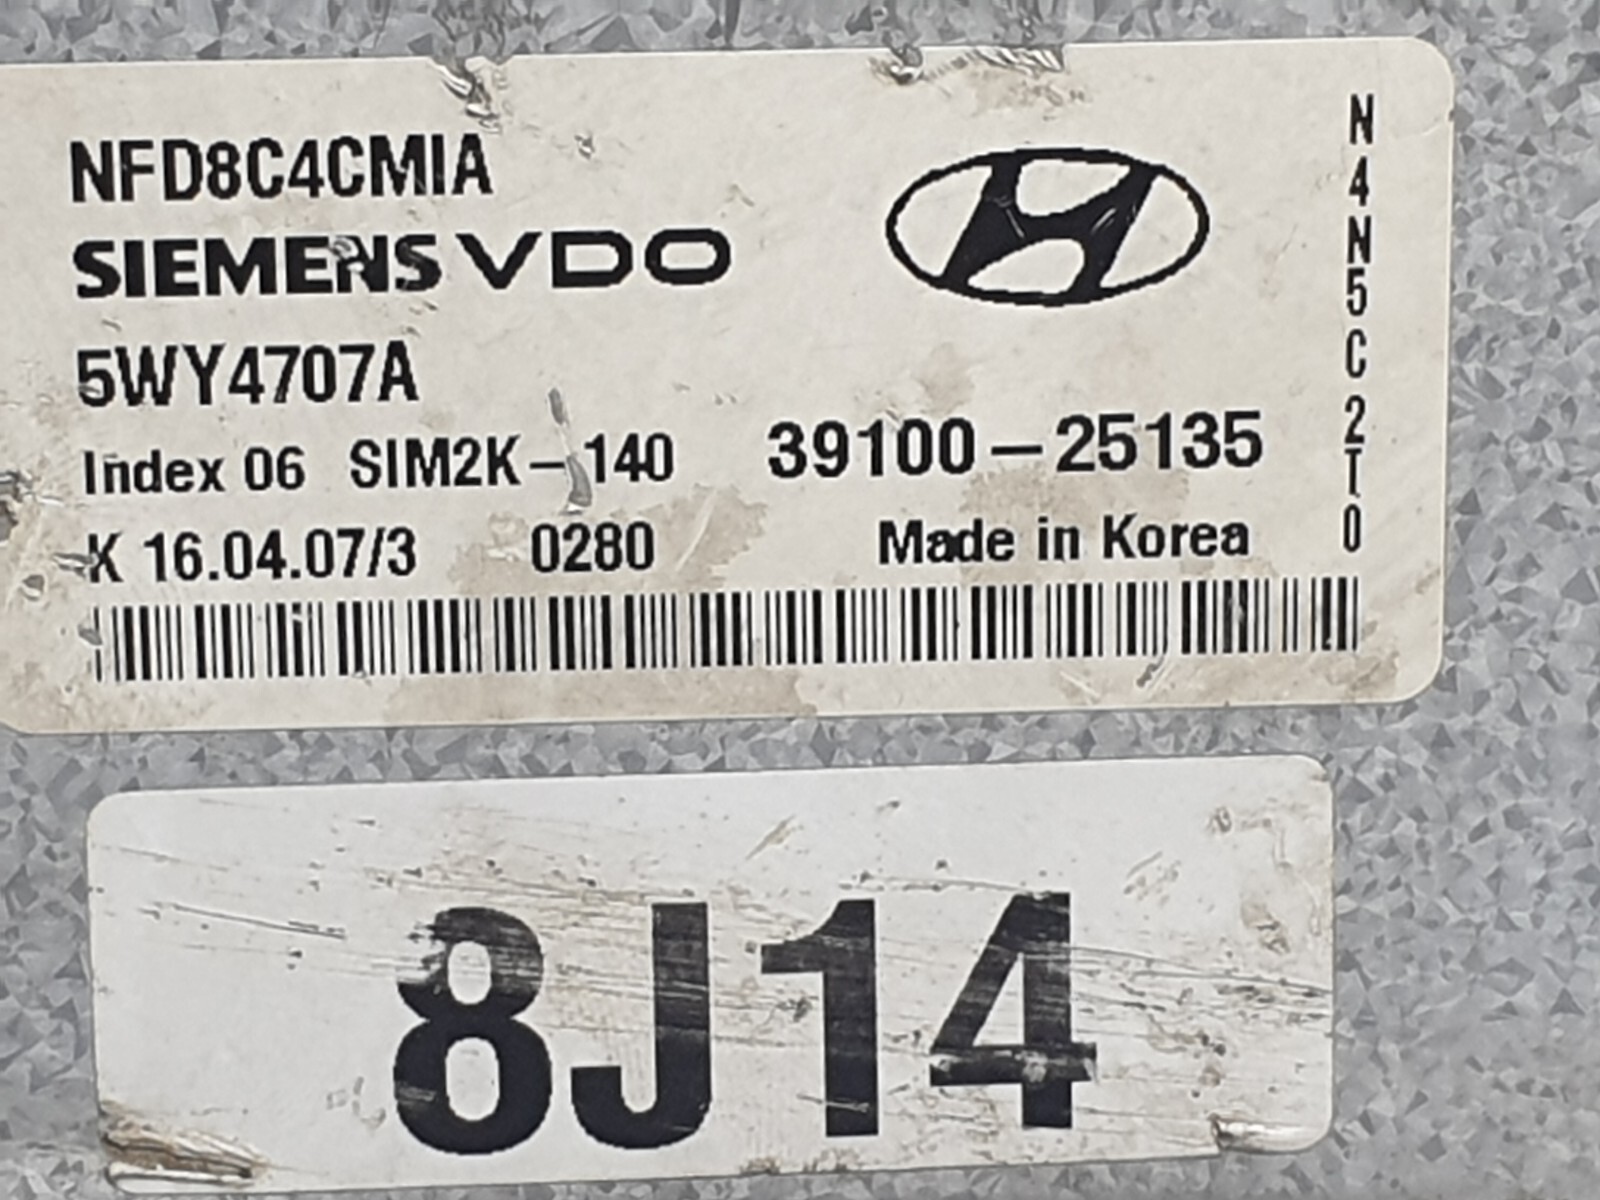 NFD8C4CMIA
SIEMENS VDO
5WY4707A
Index 06 SIM2K-140 39100-25135
K 16.04.07/3 0280 Made in Korea
N4N5C2T0
8J14